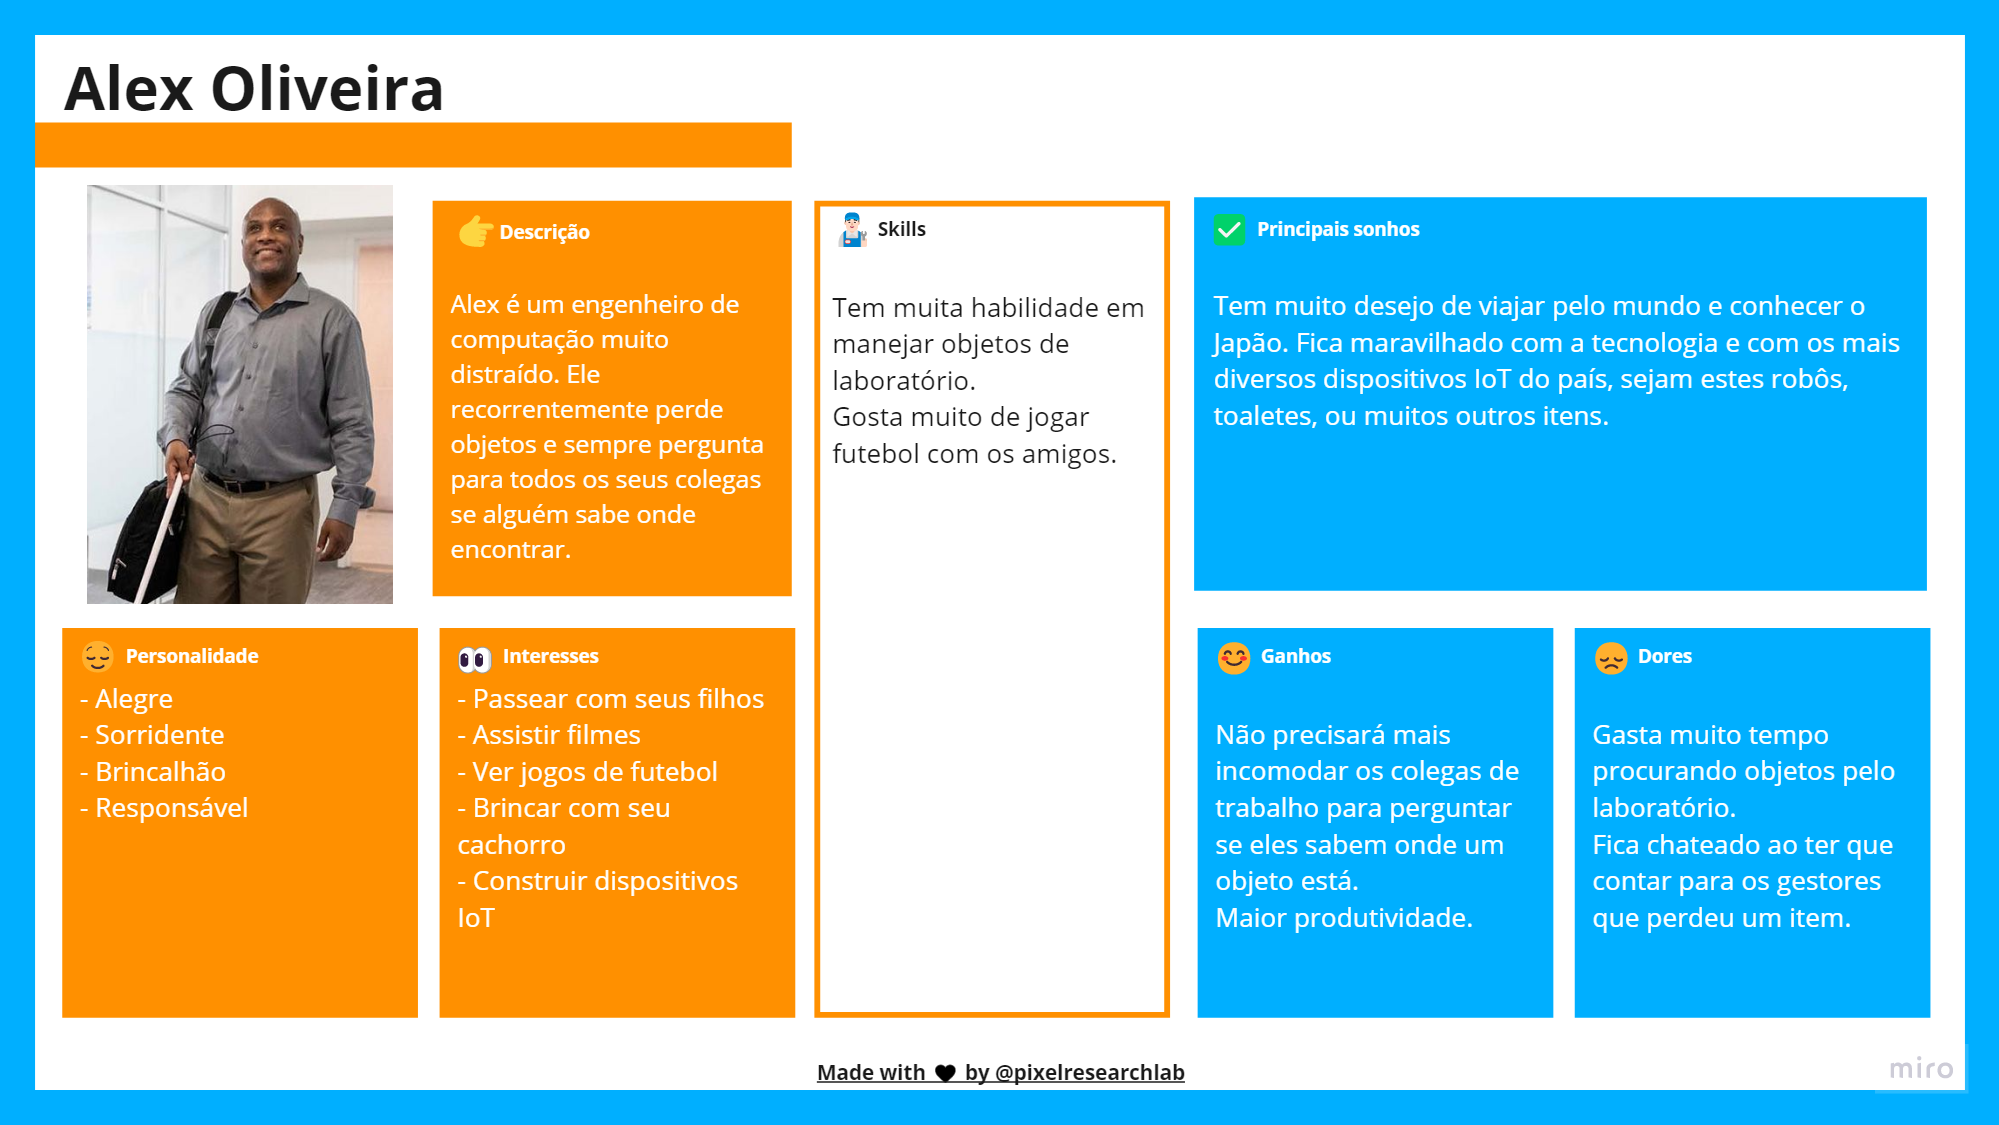 Alex Oliveira
Descrição
Alex é um engenheiro de
computação muito
distraído. Ele
recorrentemente perde
objetos e sempre pergunta
para todos os seus colegas
se alguém sabe onde
encontrar.
Skills
Tem muita habilidade em
manejar objetos de
laboratório.
Gosta muito de jogar
futebol com os amigos.
Principais sonhos
Tem muito desejo de viajar pelo mundo e conhecer o
Japão. Fica maravilhado com a tecnologia e com os mais
diversos dispositivos IoT do país, sejam estes robôs,
toaletes, ou muitos outros itens.
Personalidade
- Alegre
- Sorridente
- Brincalhão
- Responsável
Interesses
- Passear com seus filhos
- Assistir filmes
- Ver jogos de futebol
- Brincar com seu
cachorro
- Construir dispositivos
IoT
Ganhos
Não precisará mais
incomodar os colegas de
trabalho para perguntar
se eles sabem onde um
objeto está.
Maior produtividade.
Dores
Gasta muito tempo
procurando objetos pelo
laboratório.
Fica chateado ao ter que
contar para os gestores
que perdeu um item.
Made with 🖤 by @pixelresearchlab
miro